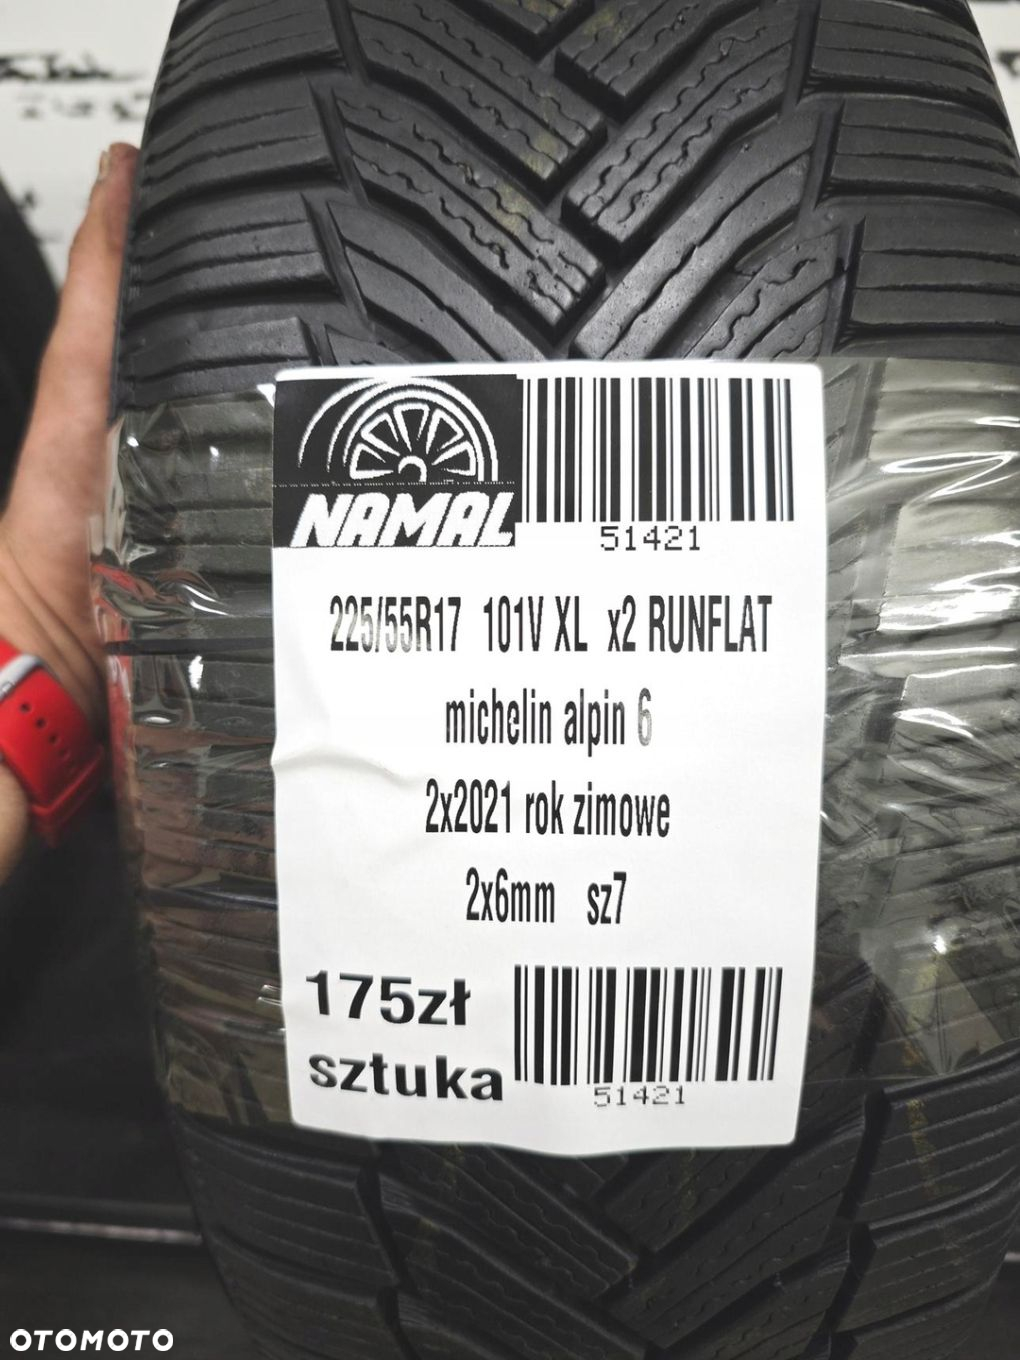 NAMAL
51421
225/55R17 101V XL x2 RUNFLAT
michelin alpin 6
2x2021 rok zimowe
2x6mm sz7
175zł
sztuka
51421
OTOMOTO